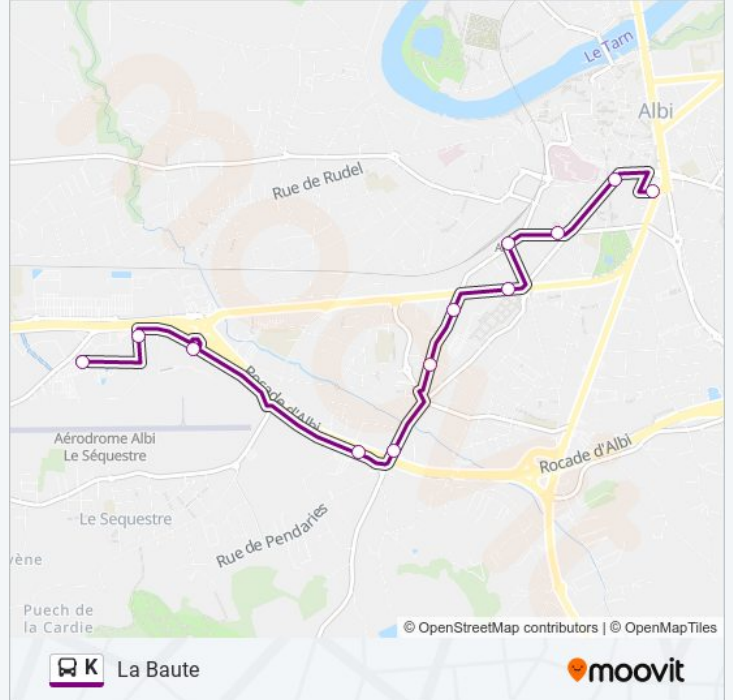 Le Tarn
Albi
Rue de Rudel
Rocade d'Albi
Aérodrome Albi
Le Séquestre
Rocade d'Albi
Le Sequestre
Rue de Pendaries
vène
Puech de
la Cardie
© OpenStreetMap contributors | © OpenMapTiles
K La Baute
moovit